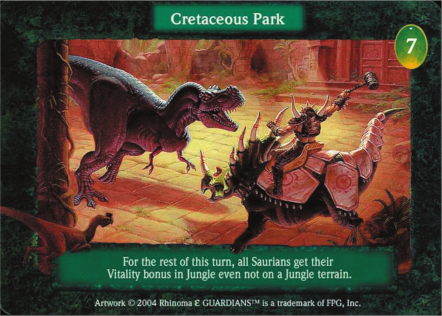 Cretaceous Park
7
For the rest of this turn, all Saurians get their
Vitality bonus in Jungle even not on a Jungle terrain.
Artwork © 2004 Rhinoma & GUARDIANS™ is a trademark of FPG, Inc.